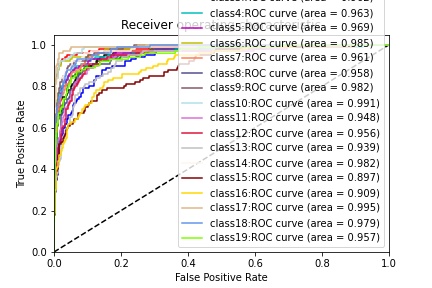 class4:ROC curve (area = 0.963)
Receiver
class5:ROC curve (area = 0.969)
class6:ROC curve (area = 0.985)
class7:ROC curve (area = 0.961)
class8:ROC curve (area = 0.958)
class9:ROC curve (area = 0.982)
class10:ROC curve (area = 0.991)
class11:ROC curve (area = 0.948)
class12:ROC curve (area = 0.956)
class13:ROC curve (area = 0.939)
class14:ROC curve (area = 0.982)
class15:ROC curve (area = 0.897)
class16:ROC curve (area = 0.909)
class17:ROC curve (area = 0.995)
class18:ROC curve (area = 0.979)
class19:ROC curve (area = 0.957)
1.0
0.8
0.6
0.4
0.2
0.0
True Positive Rate
0.0 0.2 0.4 0.6 0.8 1.0
False Positive Rate